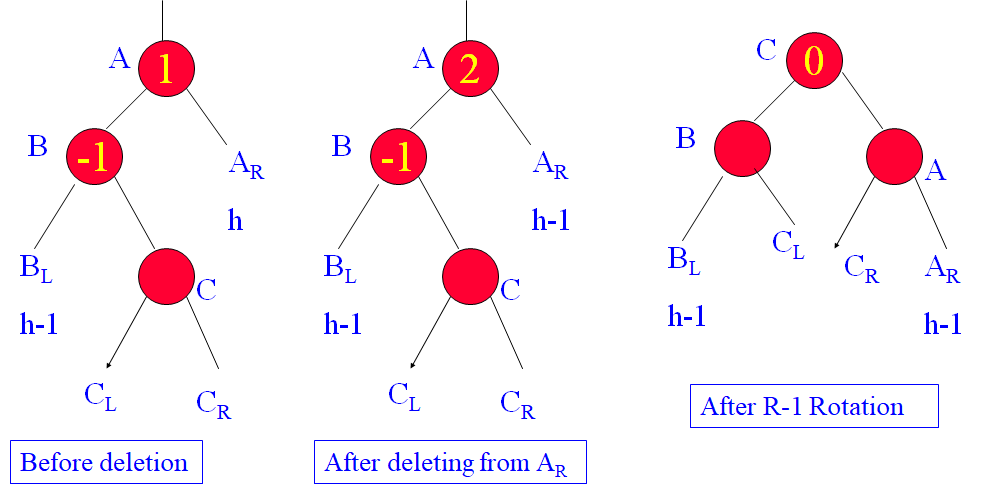 A
1
B
-1
A_R
h
B_L
h-1
C
C_L
C_R
Before deletion
A
2
B
-1
A_R
h-1
B_L
h-1
C
C_L
C_R
After deleting from A_R
C
0
B
A
C_L
B_L
C_R
A_R
h-1
h-1
After R-1 Rotation